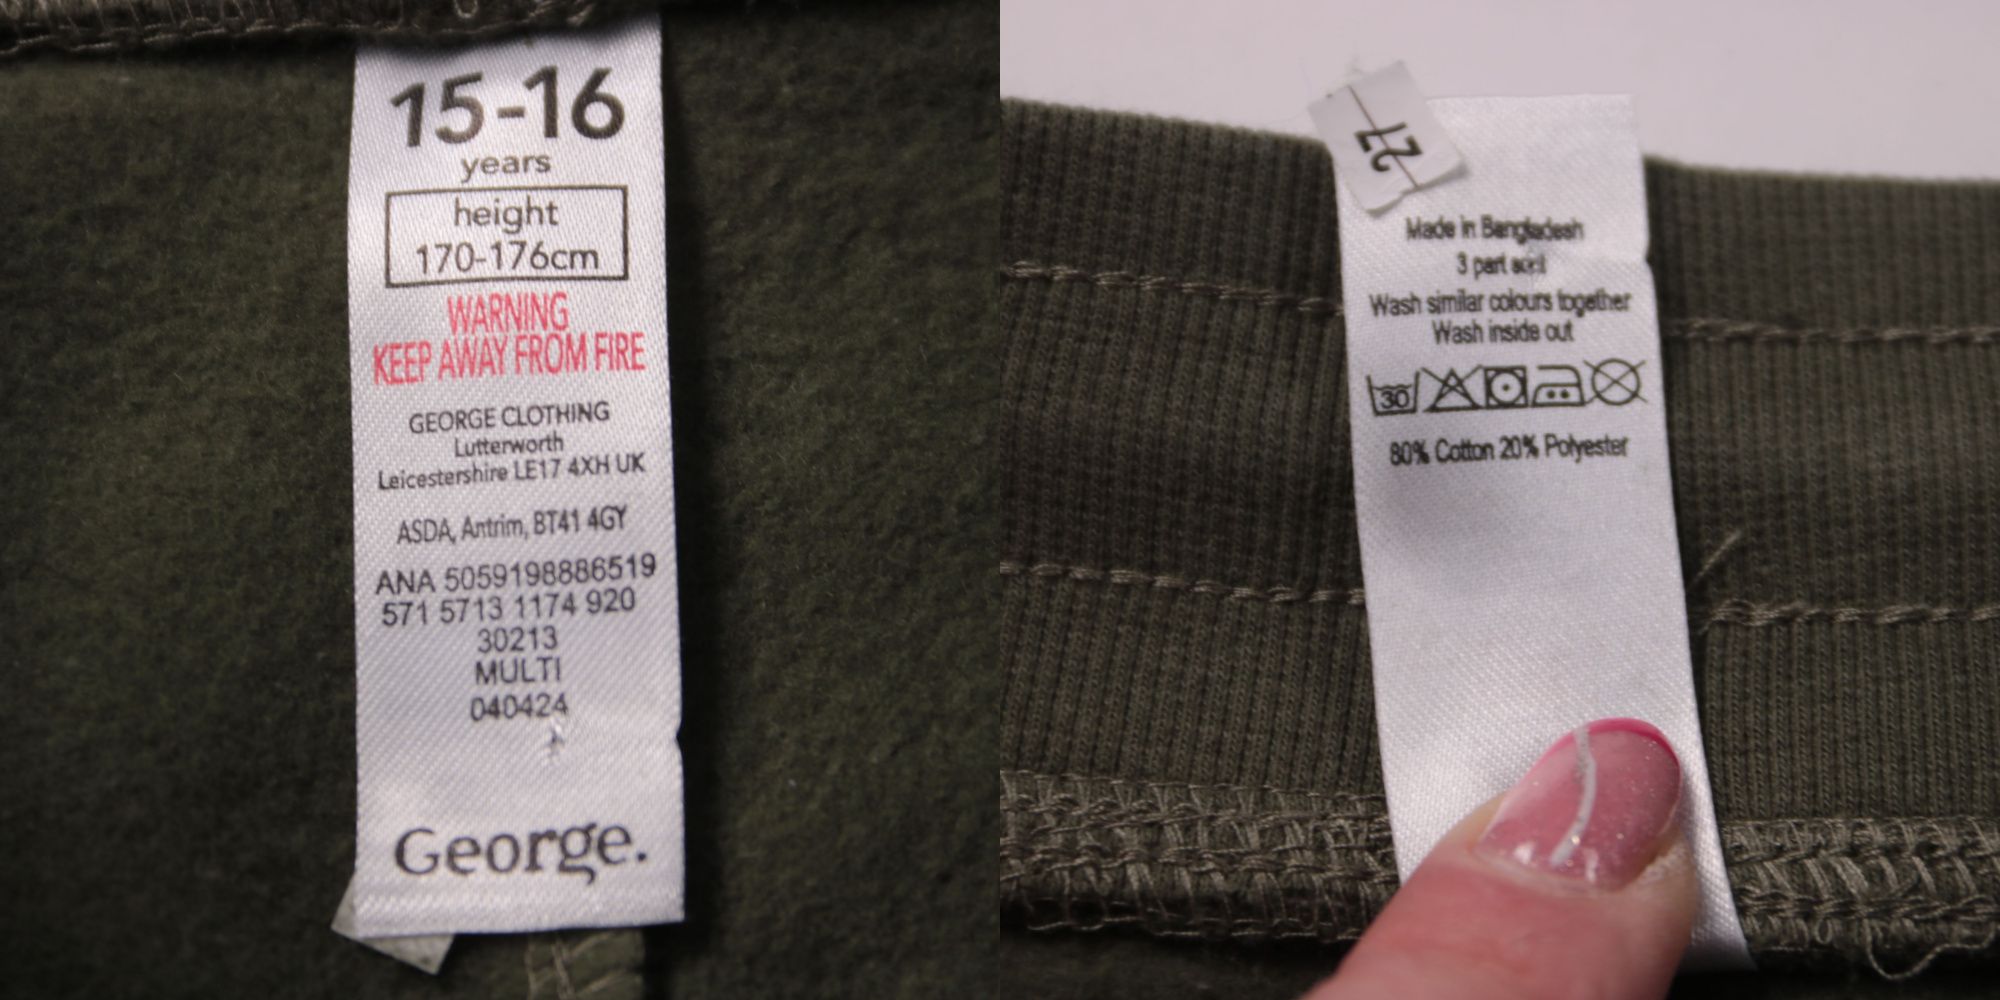 15-16
years
height
170-176cm
WARNING
KEEP AWAY FROM FIRE
GEORGE CLOTHING
Lutterworth
Leicestershire LE17 4XH UK
ASDA, Antrim, BT41 4GY
ANA 5059198886519
571 5713 1174 920
30213
MULTI
040424
George.
27
Made in Bangladesh
3 part
Wash similar colours together
Wash inside out
30
80% Cotton 20% Polyester